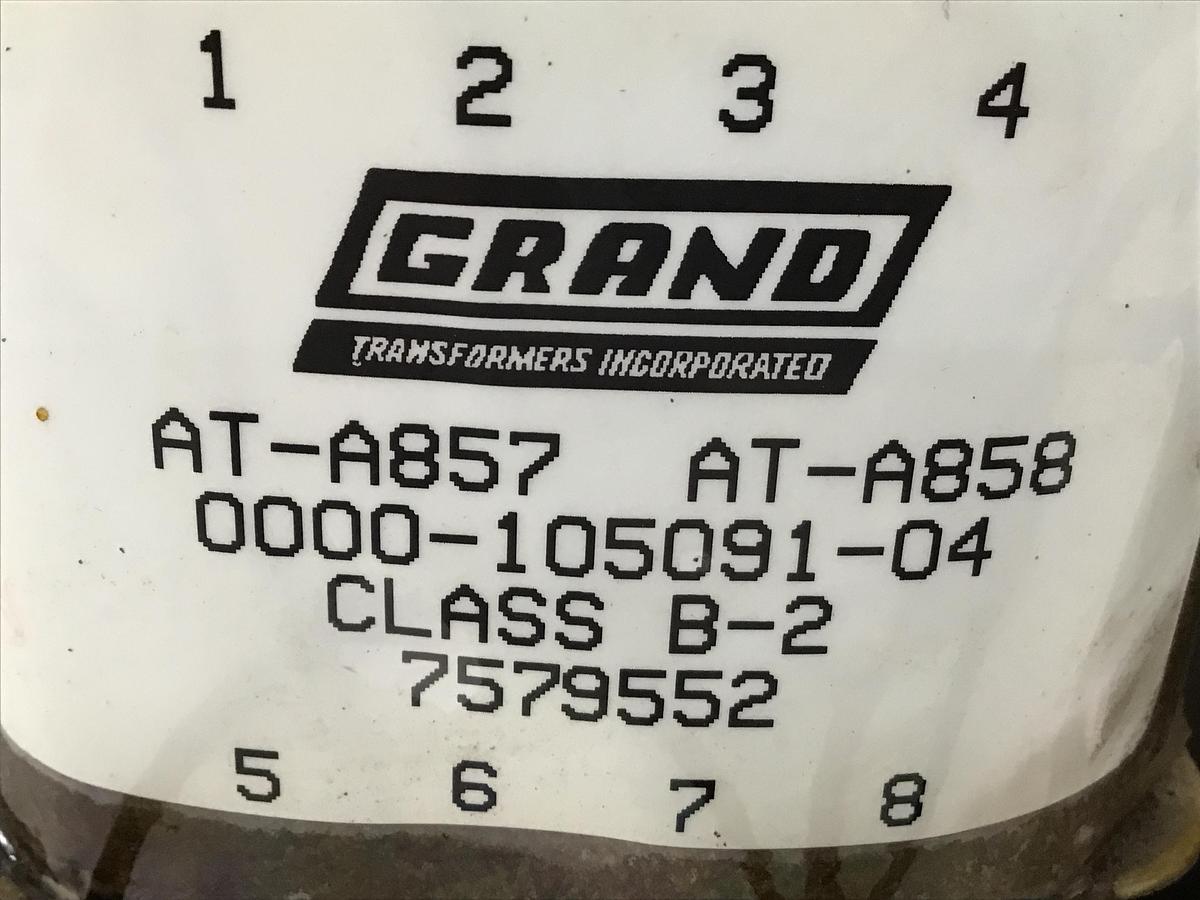 1 2 3 4
GRAND
TRANSFORMERS INCORPORATED
AT-A857 AT-A858
0000-105091-04
CLASS B-2
7579552
5 6 7 8